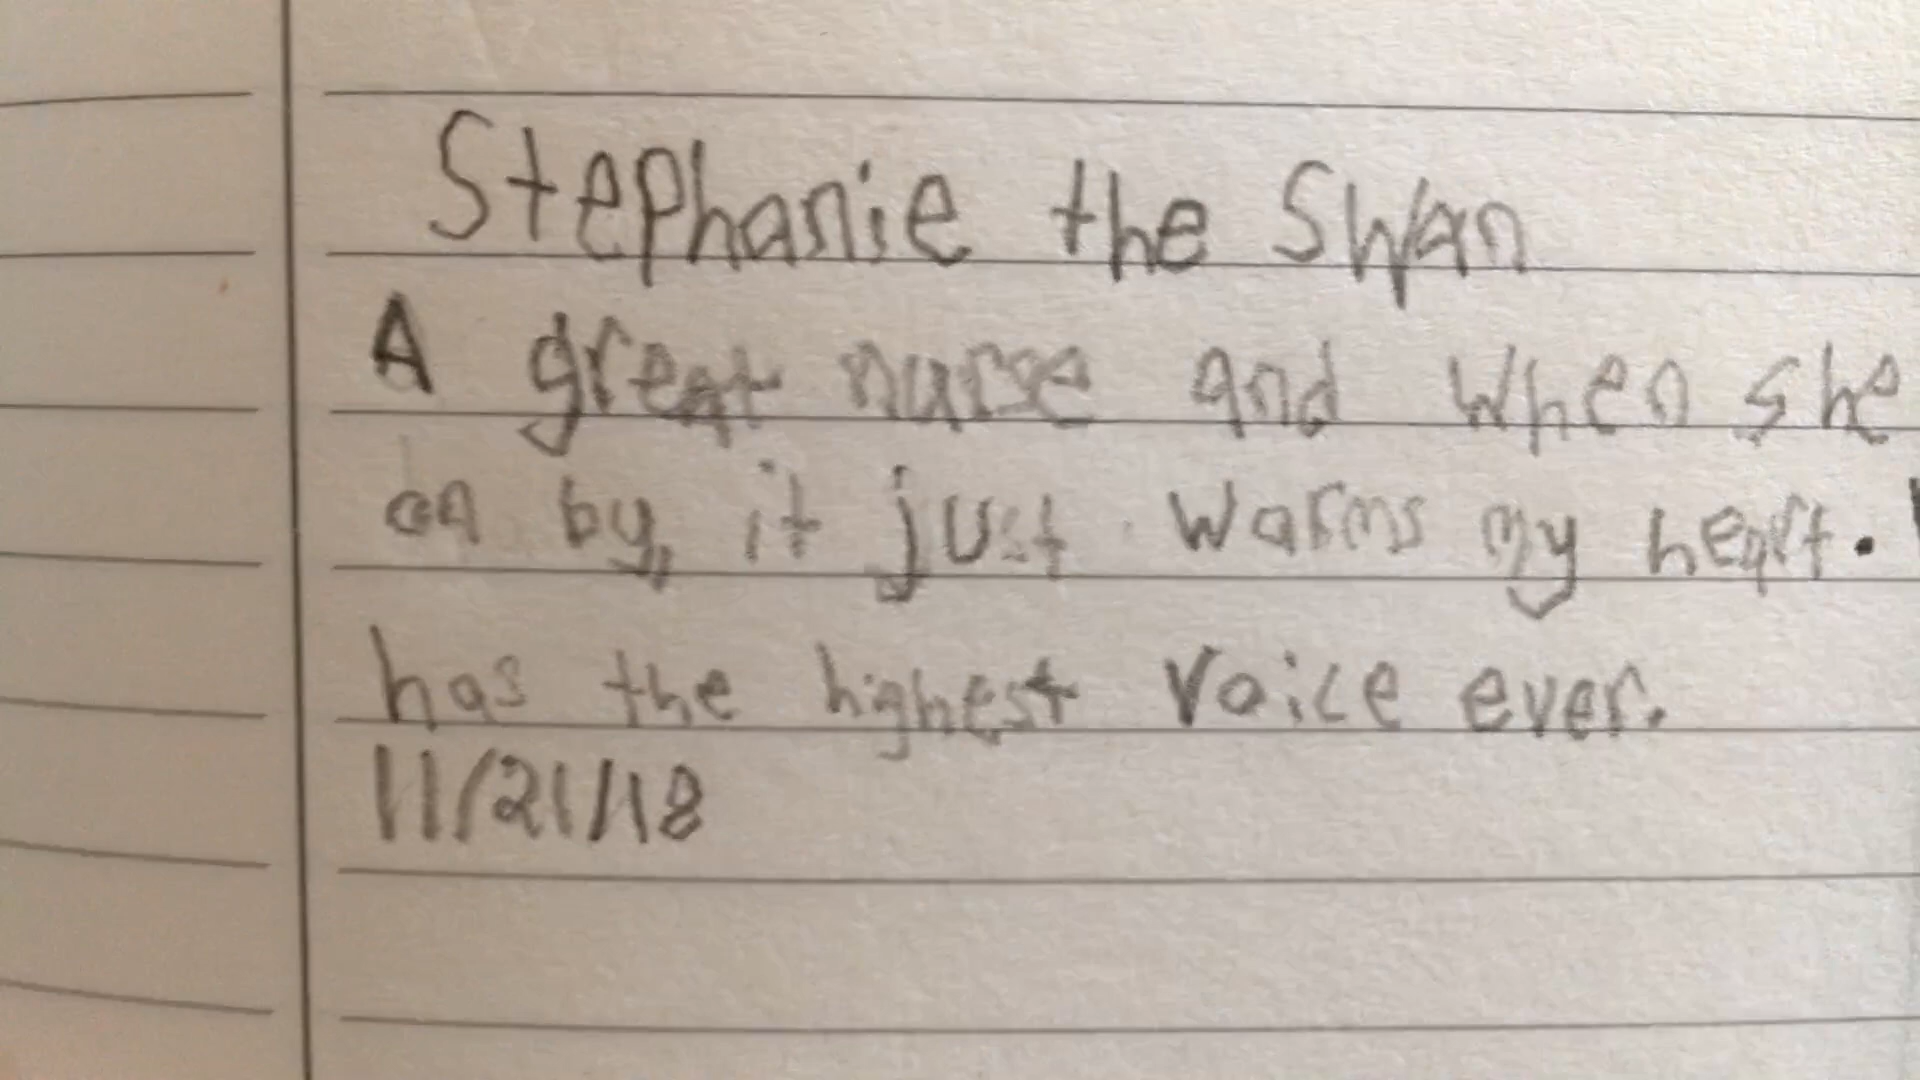 Stephanie the Swan
A great nurse and when she
on by, it just warms my heart.
has the highest voice ever.
11/21/18